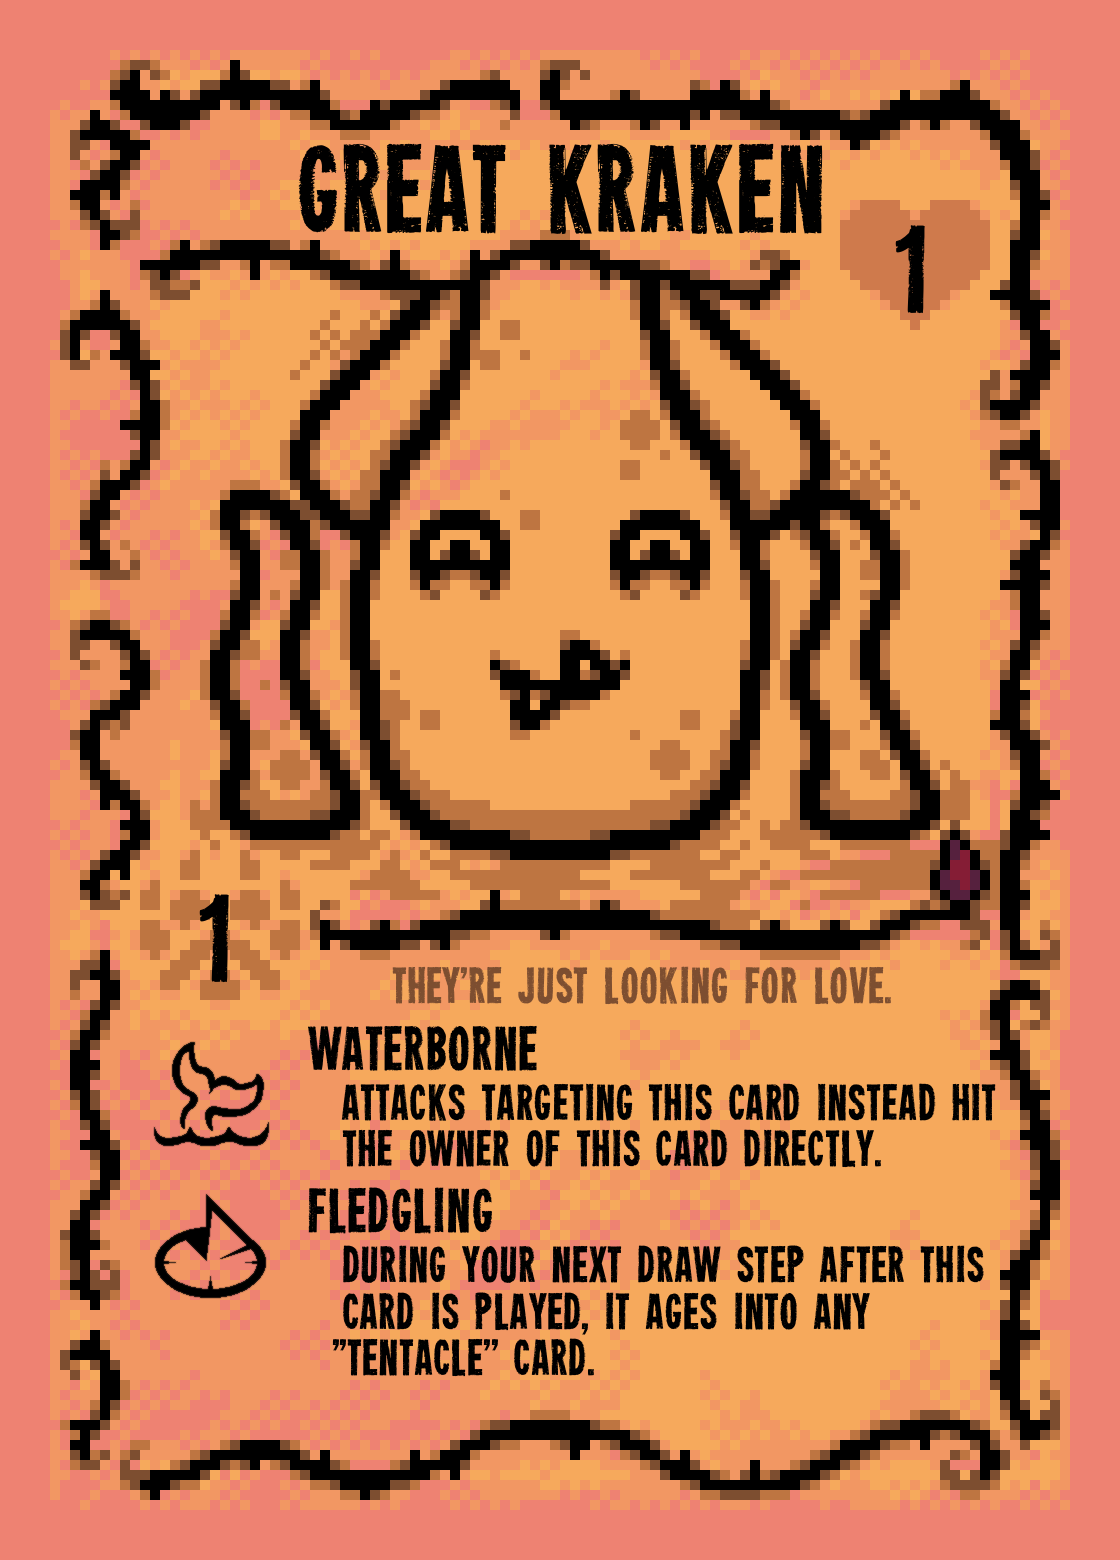 GREAT KRAKEN
1
1
THEY'RE JUST LOOKING FOR LOVE.
WATERBORNE
ATTACKS TARGETING THIS CARD INSTEAD HIT
THE OWNER OF THIS CARD DIRECTLY.
FLEDGLING
DURING YOUR NEXT DRAW STEP AFTER THIS
CARD IS PLAYED, IT AGES INTO ANY
"TENTACLE" CARD.